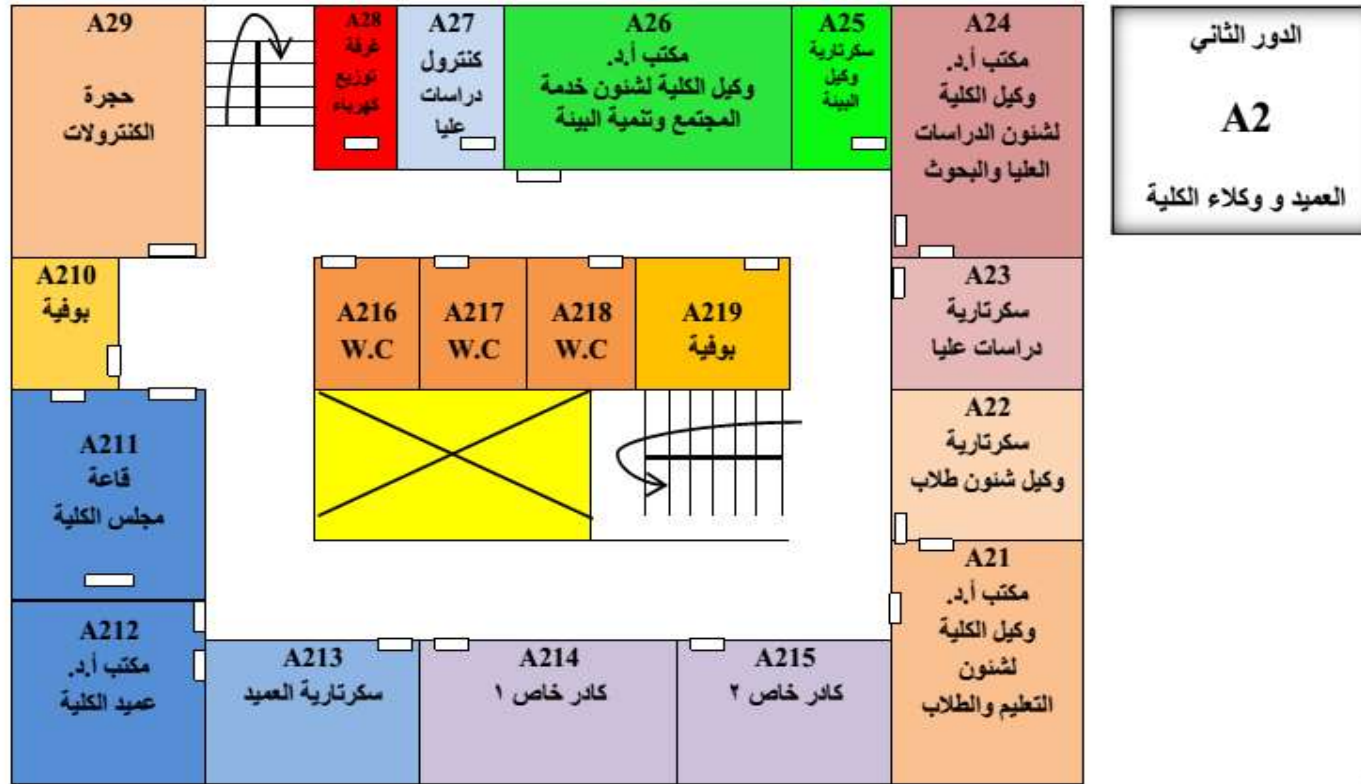 A29
حجرة
الكنترولات
A28
غرفة
توزيع
كهرباء
A27
كنترول
دراسات
عليا
A26
مكتب أ.د.
وكيل الكلية لشئون خدمة
المجتمع وتنمية البيئة
A25
سكرتارية
وكيل
البيئة
A24
مكتب أ.د.
وكيل الكلية
لشئون الدراسات
العليا والبحوث
الدور الثاني
A2
العميد و وكلاء الكلية
A210
بوفية
A216
W.C
A217
W.C
A218
W.C
A219
بوفية
A23
سكرتارية
دراسات عليا
A22
سكرتارية
وكيل شئون طلاب
A211
قاعة
مجلس الكلية
A21
مكتب أ.د.
وكيل الكلية
لشئون
التعليم والطلاب
A212
مكتب أ.د.
عميد الكلية
A213
سكرتارية العميد
A214
كادر خاص ١
A215
كادر خاص ٢